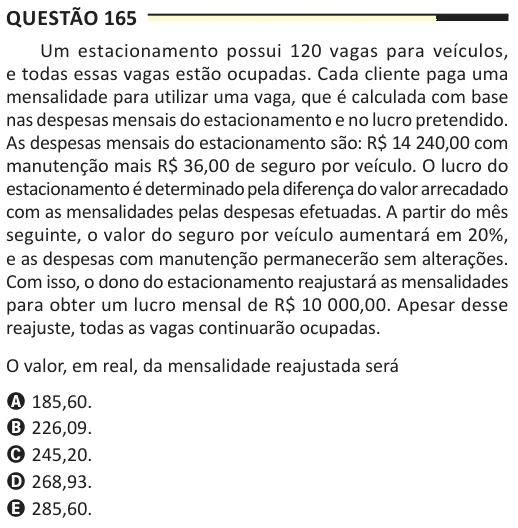 QUESTÃO 165
Um estacionamento possui 120 vagas para veículos,
e todas essas vagas estão ocupadas. Cada cliente paga uma
mensalidade para utilizar uma vaga, que é calculada com base
nas despesas mensais do estacionamento e no lucro pretendido.
As despesas mensais do estacionamento são: R$ 14 240,00 com
manutenção mais R$ 36,00 de seguro por veículo. O lucro do
estacionamento é determinado pela diferença do valor arrecadado
com as mensalidades pelas despesas efetuadas. A partir do mês
seguinte, o valor do seguro por veículo aumentará em 20%,
e as despesas com manutenção permanecerão sem alterações.
Com isso, o dono do estacionamento reajustará as mensalidades
para obter um lucro mensal de R$ 10 000,00. Apesar desse
reajuste, todas as vagas continuarão ocupadas.
O valor, em real, da mensalidade reajustada será
A 185,60.
B 226,09.
C 245,20.
D 268,93.
E 285,60.